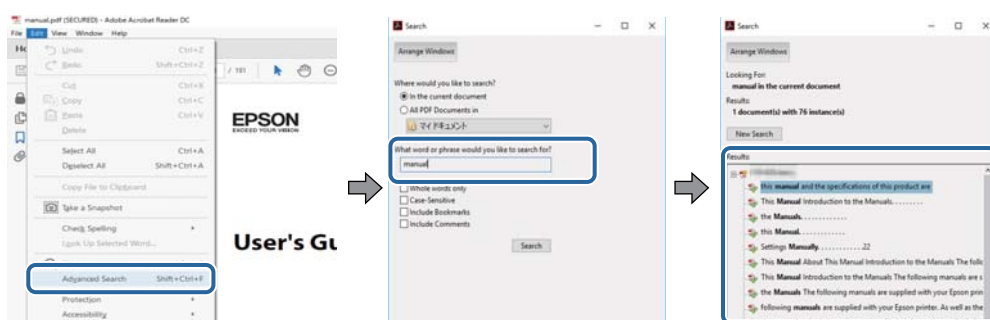 manual.pdf (SECURED) - Adobe Acrobat Reader DC
File Edit View Window Help
Undo Ctrl+Z
Redo Shift+Ctrl+Z
Cut Ctrl+X
Copy Ctrl+C
Paste Ctrl+V
Delete
Select All Ctrl+A
Deselect All Shift+Ctrl+A
Copy File to Clipboard
Take a Snapshot
Check Spelling
Look Up Selected Word...
Advanced Search Shift+Ctrl+F
Protection
Accessibility
/ 191
EPSON
EXCEED YOUR VISION
User's Gu
Search
Arrange Windows
Where would you like to search?
In the current document
All PDF Documents in
マイドキュメント
What word or phrase would you like to search for?
manual
Whole words only
Case-Sensitive
Include Bookmarks
Include Comments
Search
Search
Arrange Windows
Looking For:
manual in the current document
Results:
1 document(s) with 76 instance(s)
New Search
Results:
this manual and the specifications of this product are
This Manual Introduction to the Manuals. . . . . . . . .
the Manuals. . . . . . . . . . . . .
this Manual. . . . . . . . . . . . .
Settings Manually. . . . . . . . . . . . .22
This Manual About This Manual Introduction to the Manuals The follo
This Manual Introduction to the Manuals The following manuals are s
the Manuals The following manuals are supplied with your Epson prin
following manuals are supplied with your Epson printer. As well as the